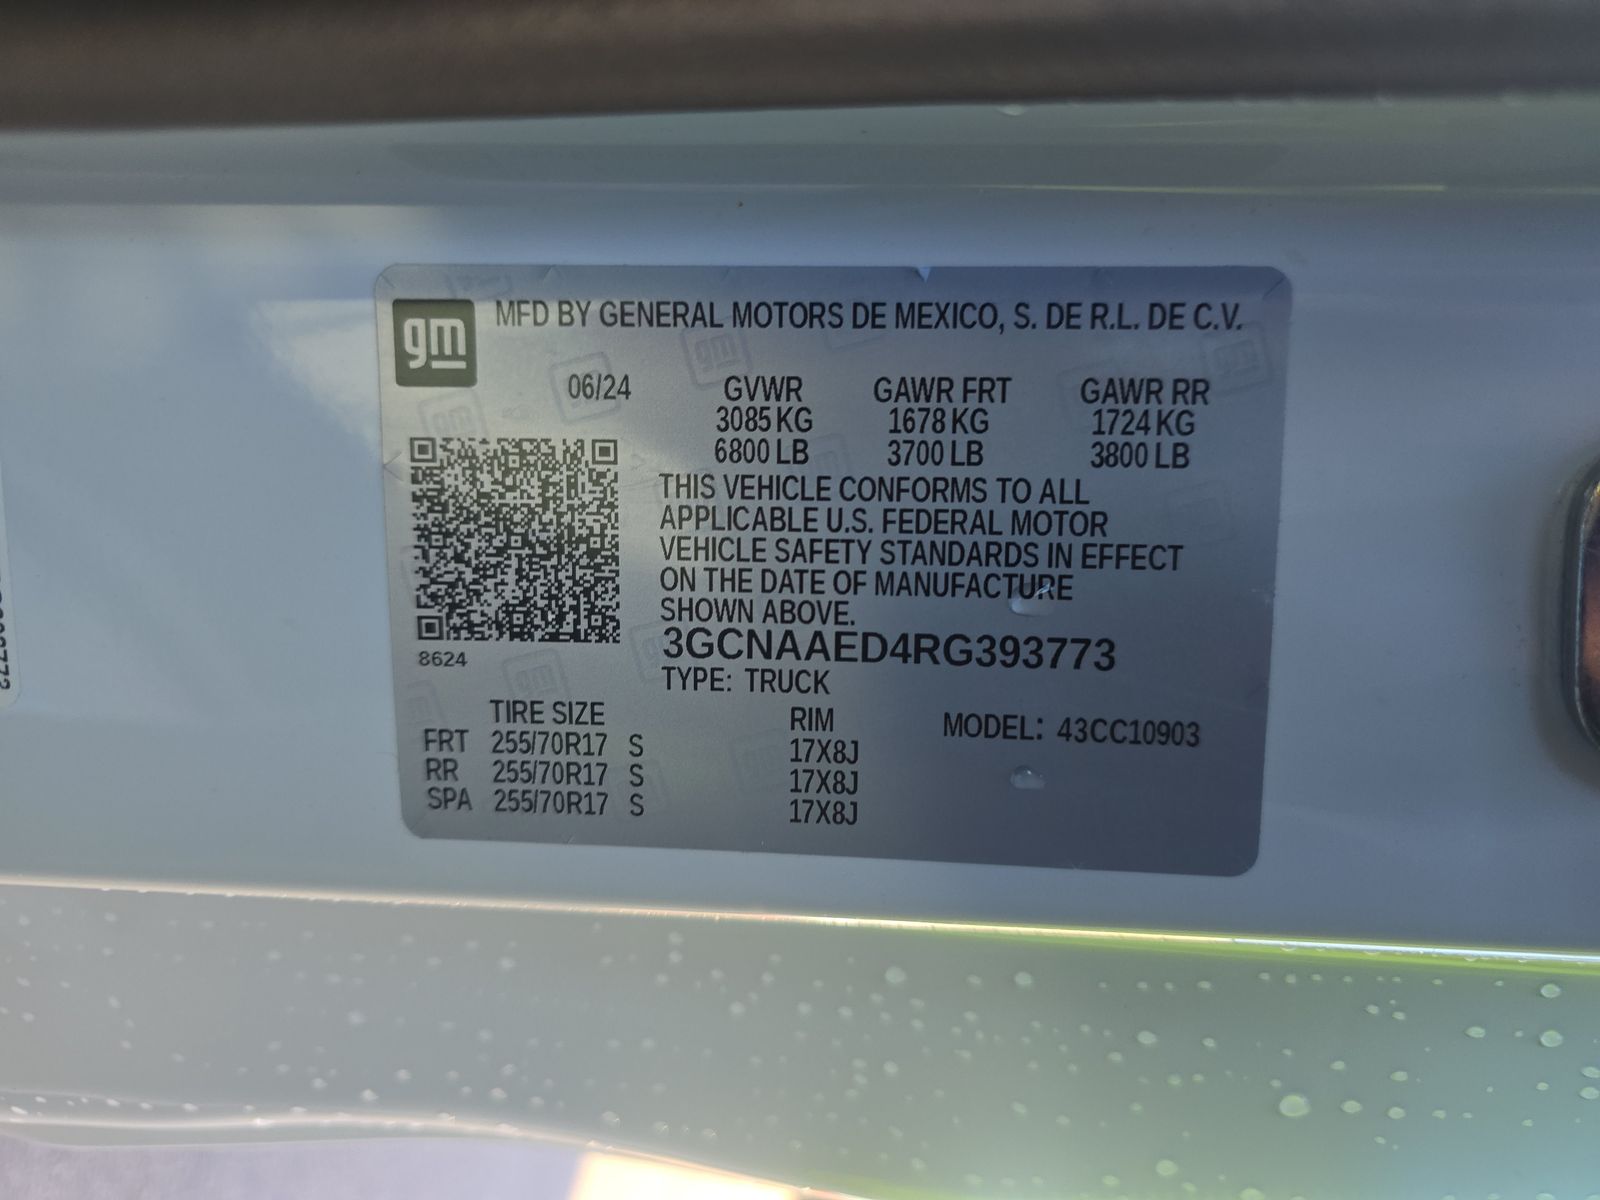 gm
MFD BY GENERAL MOTORS DE MEXICO, S. DE R.L. DE C.V.
06/24 GVWR GAWR FRT GAWR RR
3085 KG 1678 KG 1724 KG
6800 LB 3700 LB 3800 LB
THIS VEHICLE CONFORMS TO ALL
APPLICABLE U.S. FEDERAL MOTOR
VEHICLE SAFETY STANDARDS IN EFFECT
ON THE DATE OF MANUFACTURE
SHOWN ABOVE.
3GCNAAED4RG393773
8624
TYPE: TRUCK
TIRE SIZE RIM MODEL: 43CC10903
FRT 255/70R17 S 17X8J
RR 255/70R17 S 17X8J
SPA 255/70R17 S 17X8J